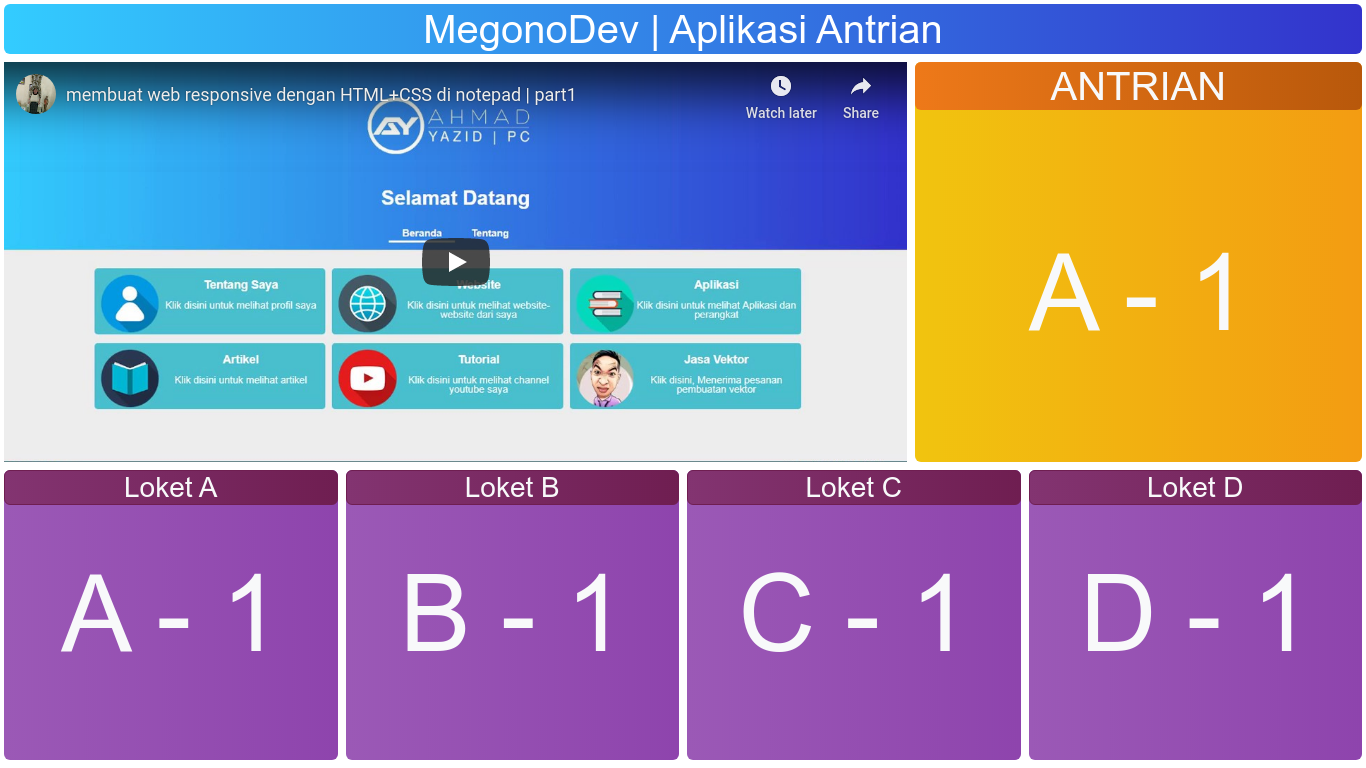 MegonoDev | Aplikasi Antrian
membuat web responsive dengan HTML+CSS di notepad | part1
Watch later
Share
AY
AHMAD
YAZID | PC
Selamat Datang
Beranda
Tentang
Tentang Saya
Klik disini untuk melihat profil saya
Website
Klik disini untuk melihat website-
website dari saya
Aplikasi
Klik disini untuk melihat Aplikasi dan
perangkat
Artikel
Klik disini untuk melihat artikel
Tutorial
Klik disini untuk melihat channel
youtube saya
Jasa Vektor
Klik disini, Menerima pesanan
pembuatan vektor
ANTRIAN
A - 1
Loket A
A - 1
Loket B
B - 1
Loket C
C - 1
Loket D
D - 1